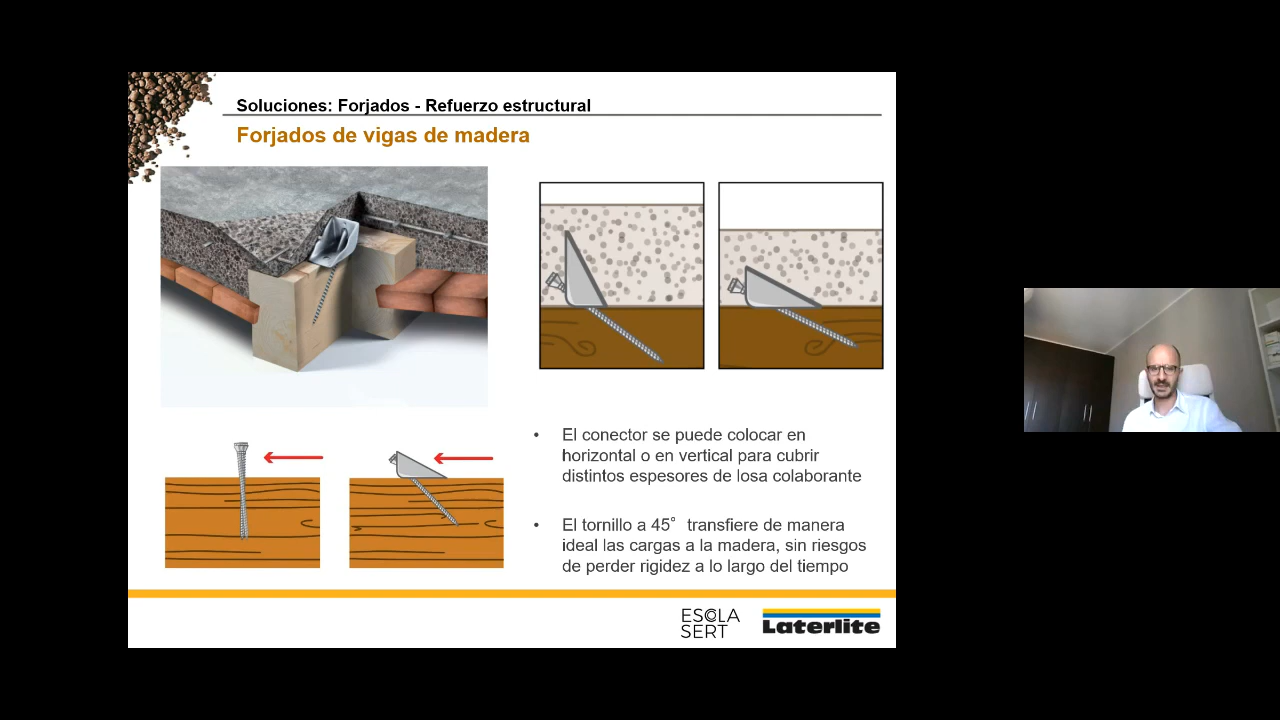 Soluciones: Forjados - Refuerzo estructural
Forjados de vigas de madera
• El conector se puede colocar en
horizontal o en vertical para cubrir
distintos espesores de losa colaborante
• El tornillo a 45° transfiere de manera
ideal las cargas a la madera, sin riesgos
de perder rigidez a lo largo del tiempo
ESCOLA
SERT
Laterlite